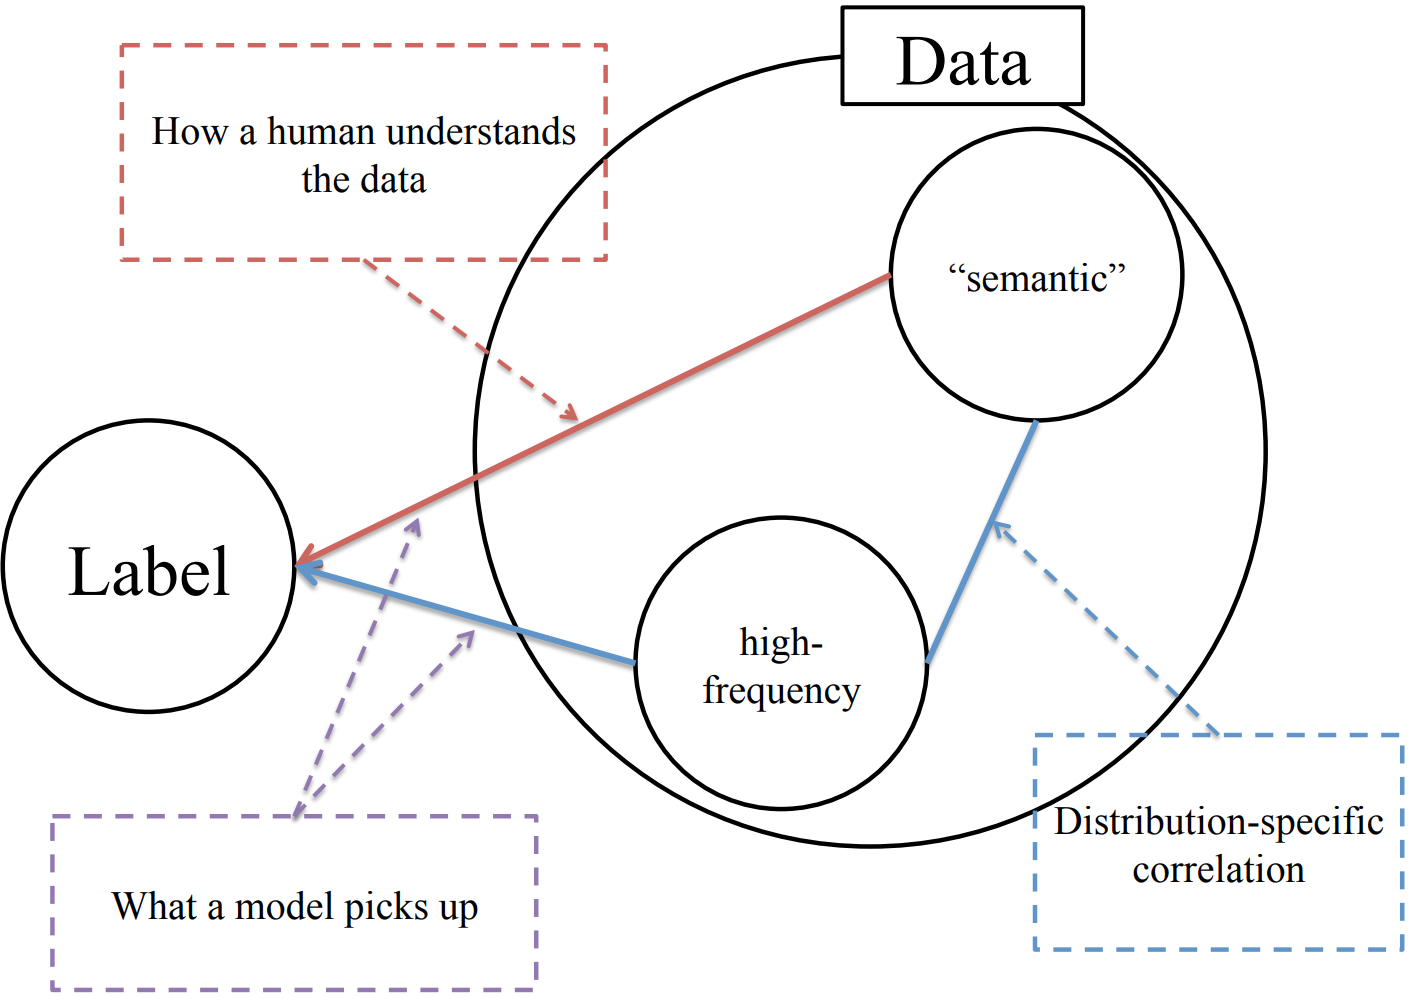 Data
How a human understands
the data
“semantic”
Label
high-
frequency
Distribution-specific
correlation
What a model picks up